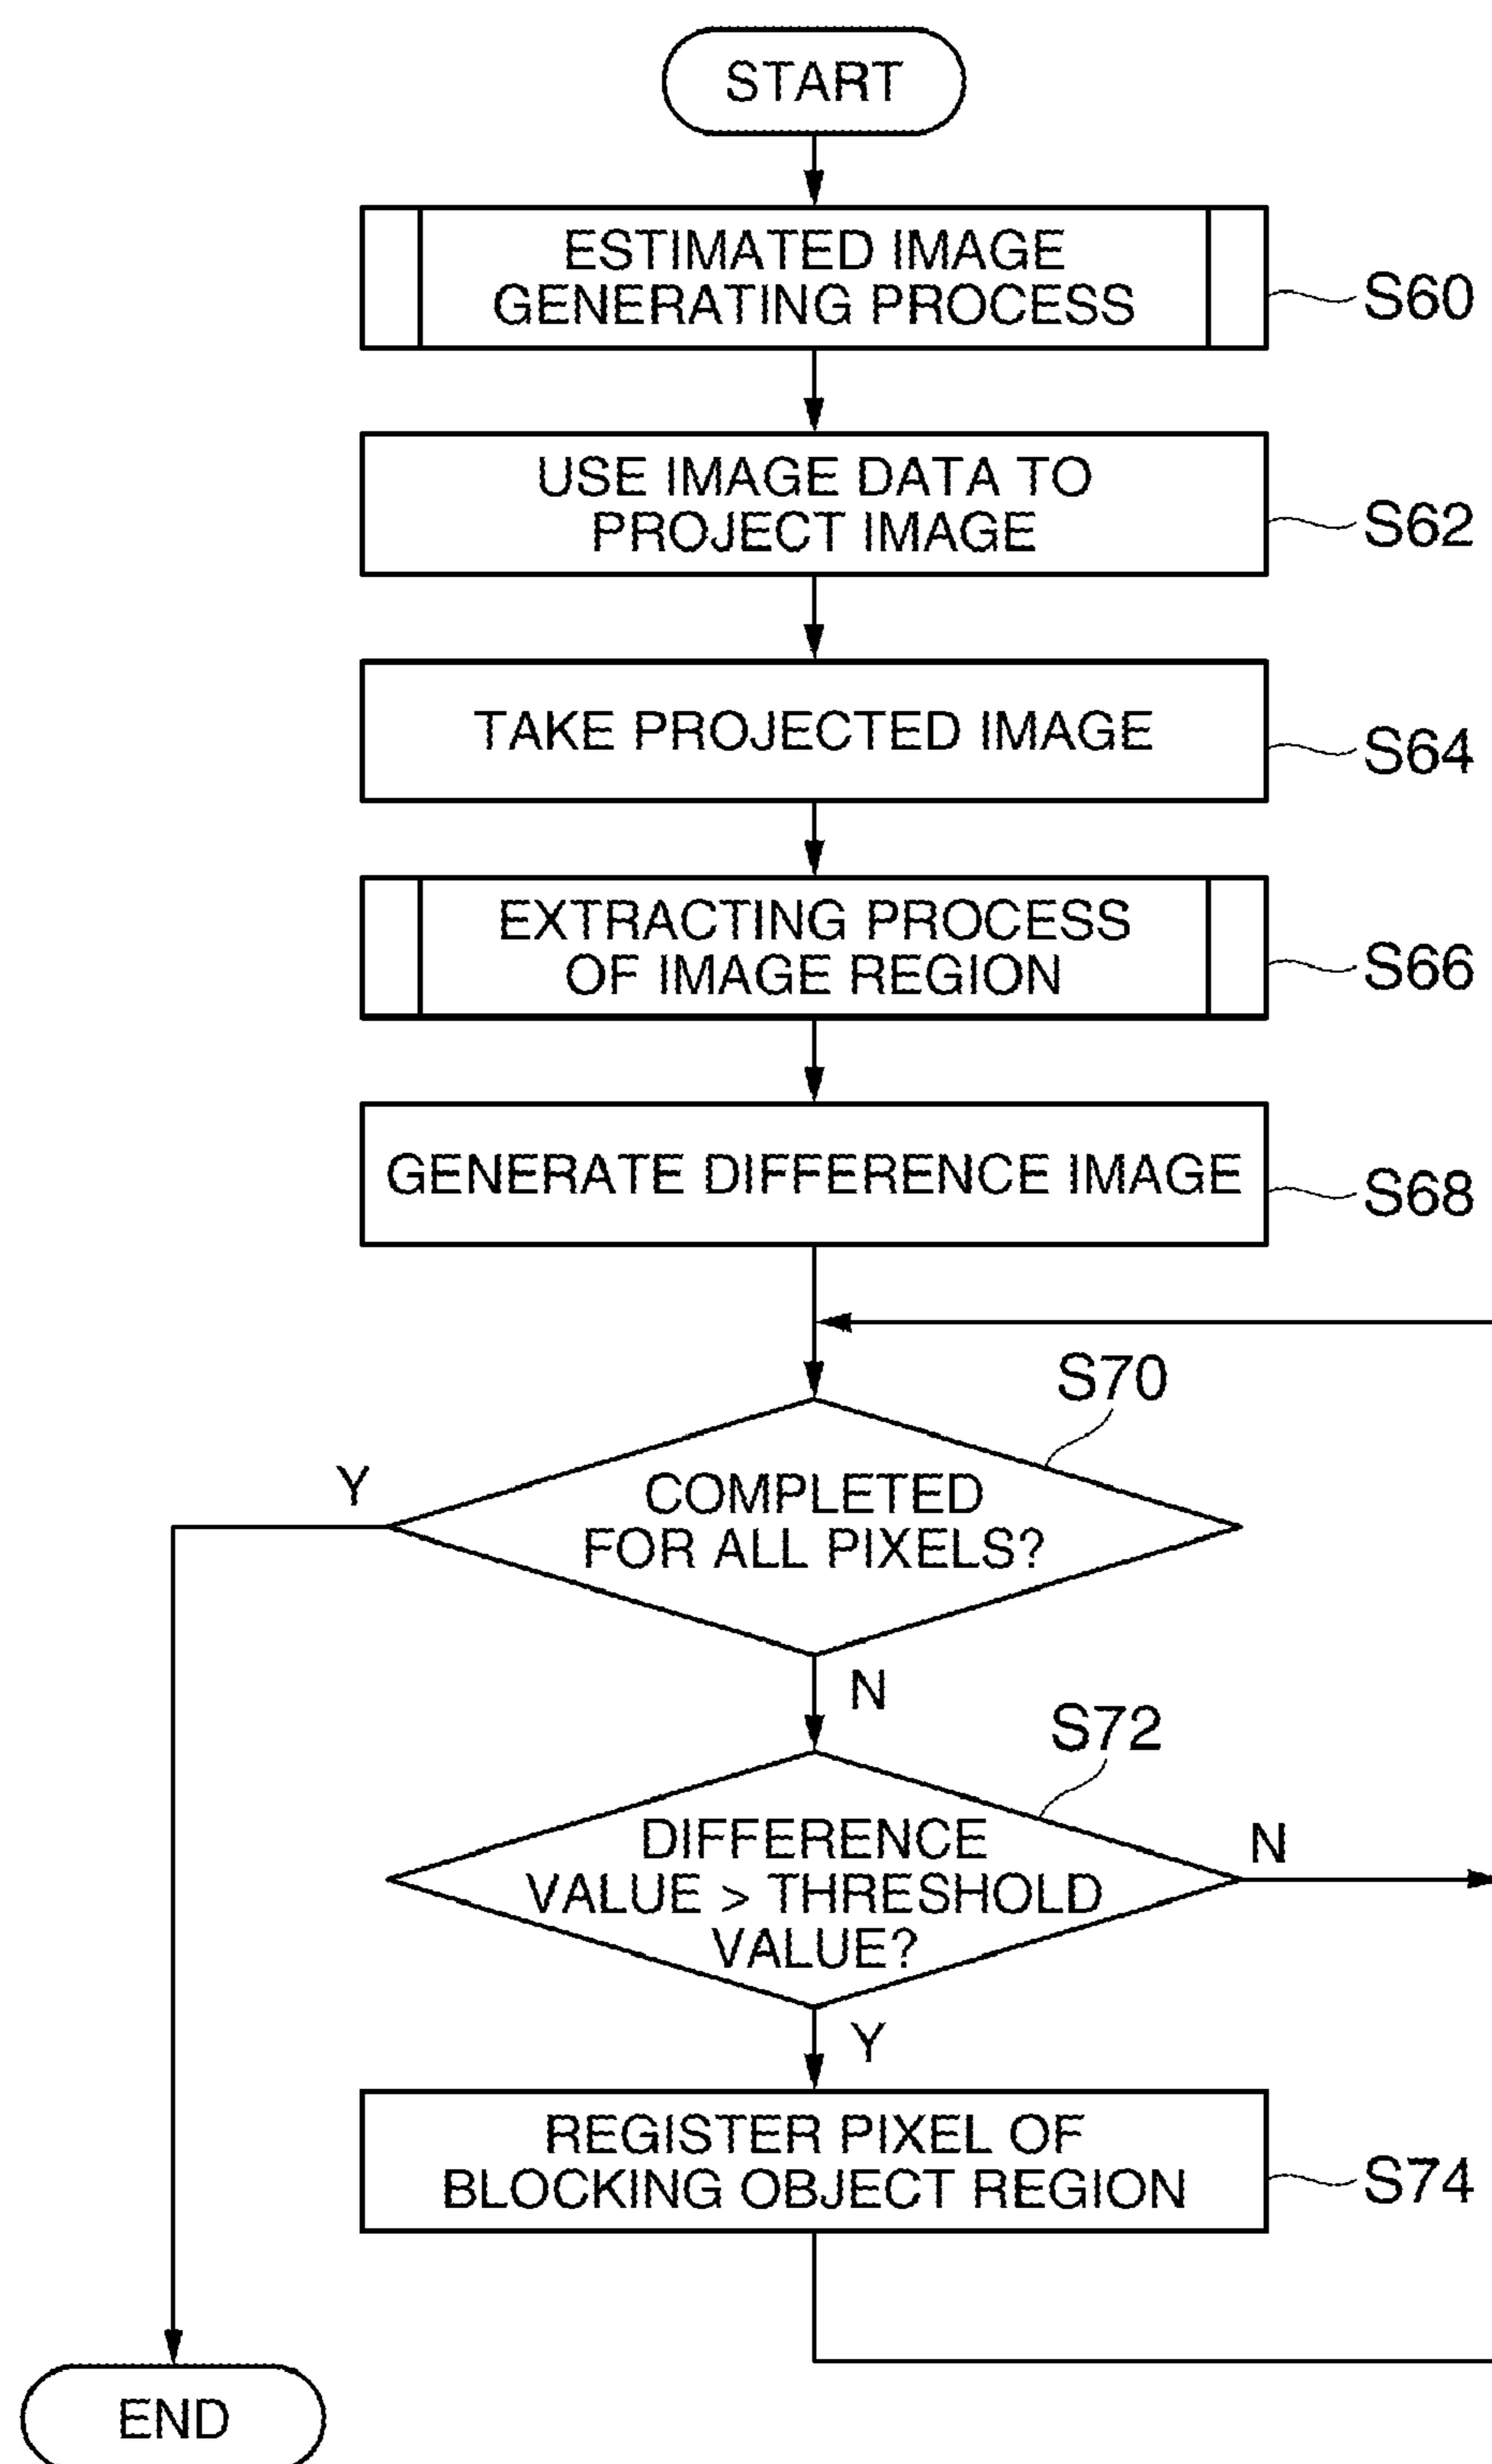 START
ESTIMATED IMAGE
GENERATING PROCESS
S60
USE IMAGE DATA TO
PROJECT IMAGE
S62
TAKE PROJECTED IMAGE
S64
EXTRACTING PROCESS
OF IMAGE REGION
S66
GENERATE DIFFERENCE IMAGE
S68
S70
Y
COMPLETED
FOR ALL PIXELS?
N
S72
DIFFERENCE
VALUE > THRESHOLD
VALUE?
N
Y
REGISTER PIXEL OF
BLOCKING OBJECT REGION
S74
END